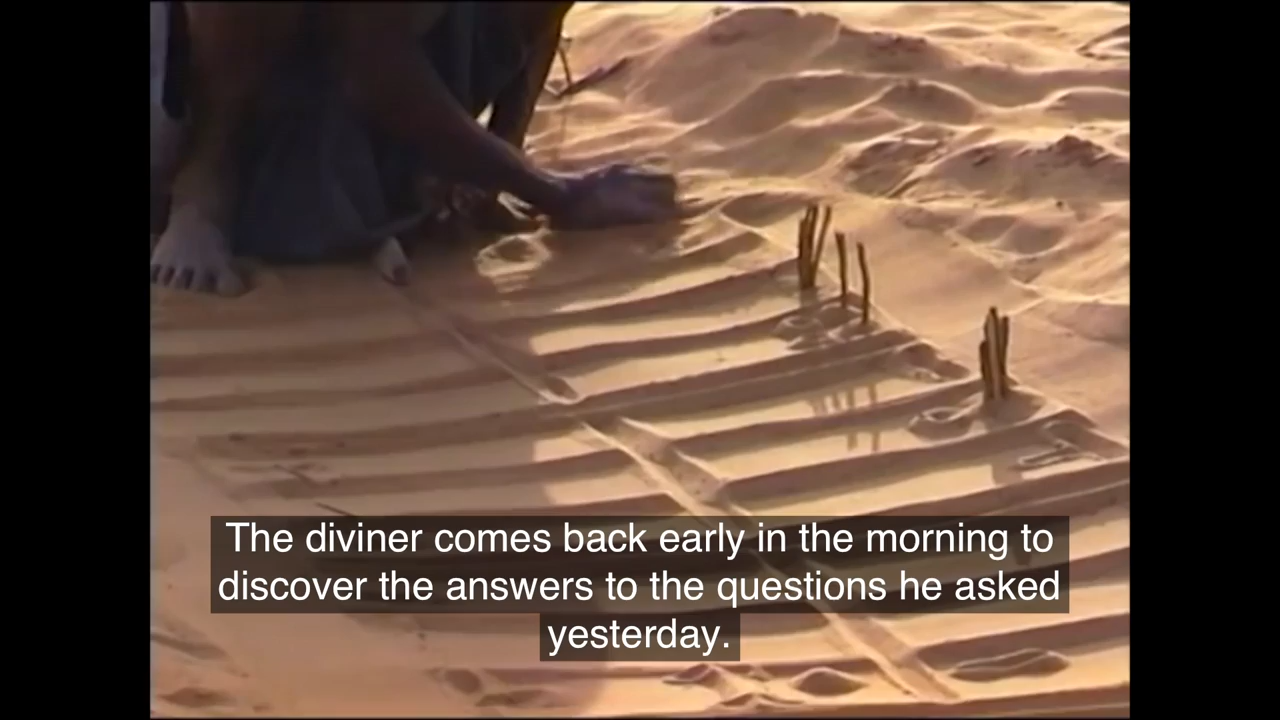 The diviner comes back early in the morning to
discover the answers to the questions he asked
yesterday.